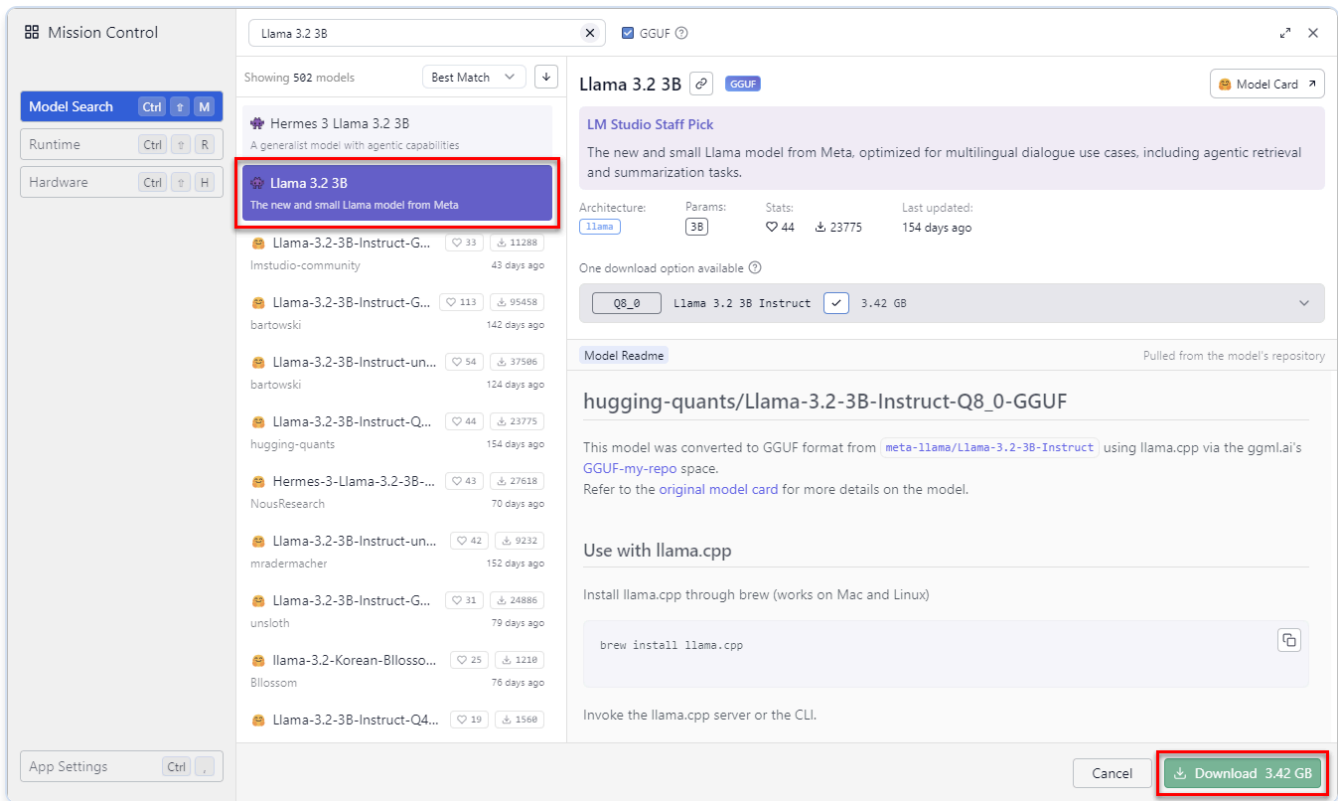 Mission Control
Model Search Ctrl ⇧ M
Runtime Ctrl ⇧ R
Hardware Ctrl ⇧ H
App Settings Ctrl ,
Llama 3.2 3B
GGUF
Showing 502 models Best Match
Hermes 3 Llama 3.2 3B
A generalist model with agentic capabilities
Llama 3.2 3B
The new and small Llama model from Meta
Llama-3.2-3B-Instruct-G... 33 11288
lmstudio-community 43 days ago
Llama-3.2-3B-Instruct-G... 113 95458
bartowski 142 days ago
Llama-3.2-3B-Instruct-un... 54 37506
bartowski 124 days ago
Llama-3.2-3B-Instruct-Q... 44 23775
hugging-quants 154 days ago
Hermes-3-Llama-3.2-3B-... 43 27618
NousResearch 70 days ago
Llama-3.2-3B-Instruct-un... 42 9232
mradermacher 152 days ago
Llama-3.2-3B-Instruct-G... 31 24886
unsloth 79 days ago
llama-3.2-Korean-Bllosso... 25 1210
Bllossom 76 days ago
Llama-3.2-3B-Instruct-Q4... 19 1560
Llama 3.2 3B GGUF Model Card
LM Studio Staff Pick
The new and small Llama model from Meta, optimized for multilingual dialogue use cases, including agentic retrieval
and summarization tasks.
Architecture: Params: Stats: Last updated:
llama 3B 44 23775 154 days ago
One download option available
Q8_0 Llama 3.2 3B Instruct 3.42 GB
Model Readme Pulled from the model's repository
hugging-quants/Llama-3.2-3B-Instruct-Q8_0-GGUF
This model was converted to GGUF format from meta-llama/Llama-3.2-3B-Instruct using llama.cpp via the ggml.ai's
GGUF-my-repo space.
Refer to the original model card for more details on the model.
Use with llama.cpp
Install llama.cpp through brew (works on Mac and Linux)
brew install llama.cpp
Invoke the llama.cpp server or the CLI.
Cancel Download 3.42 GB